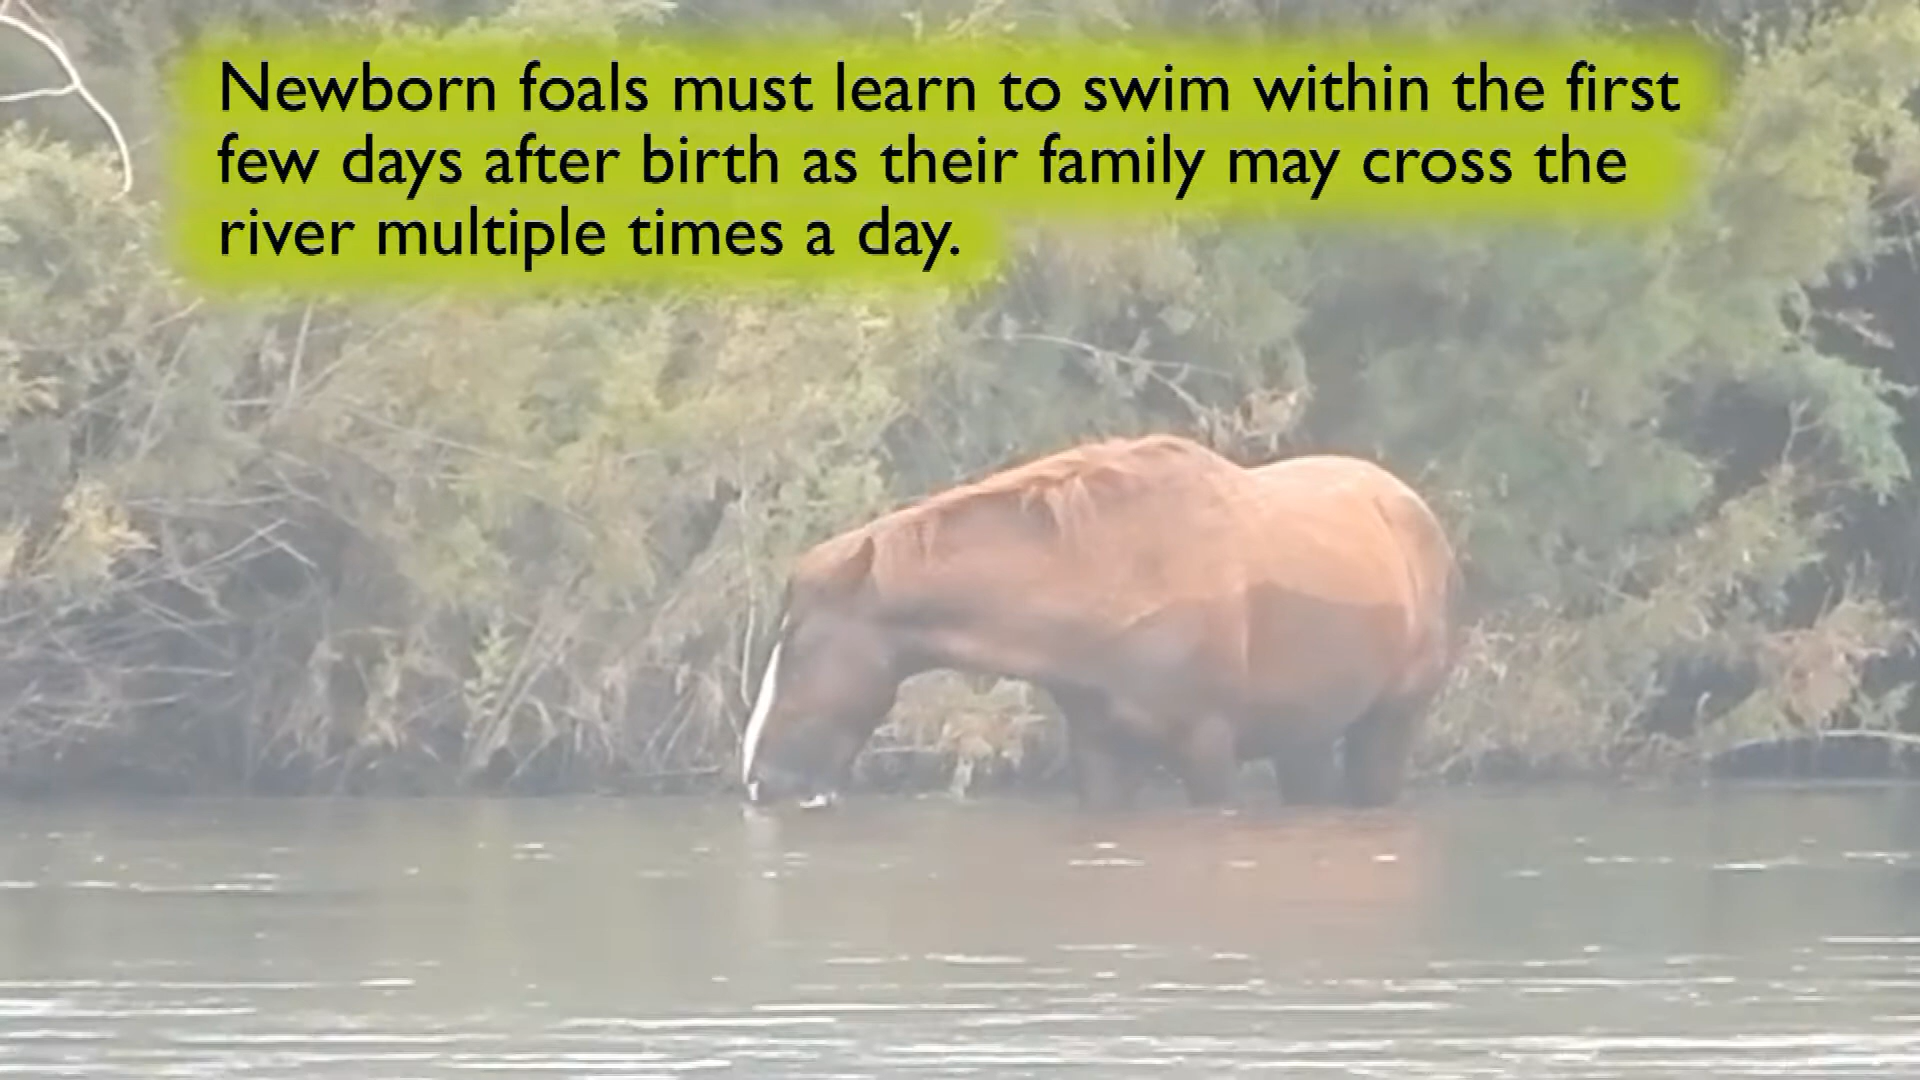 Newborn foals must learn to swim within the first
few days after birth as their family may cross the
river multiple times a day.